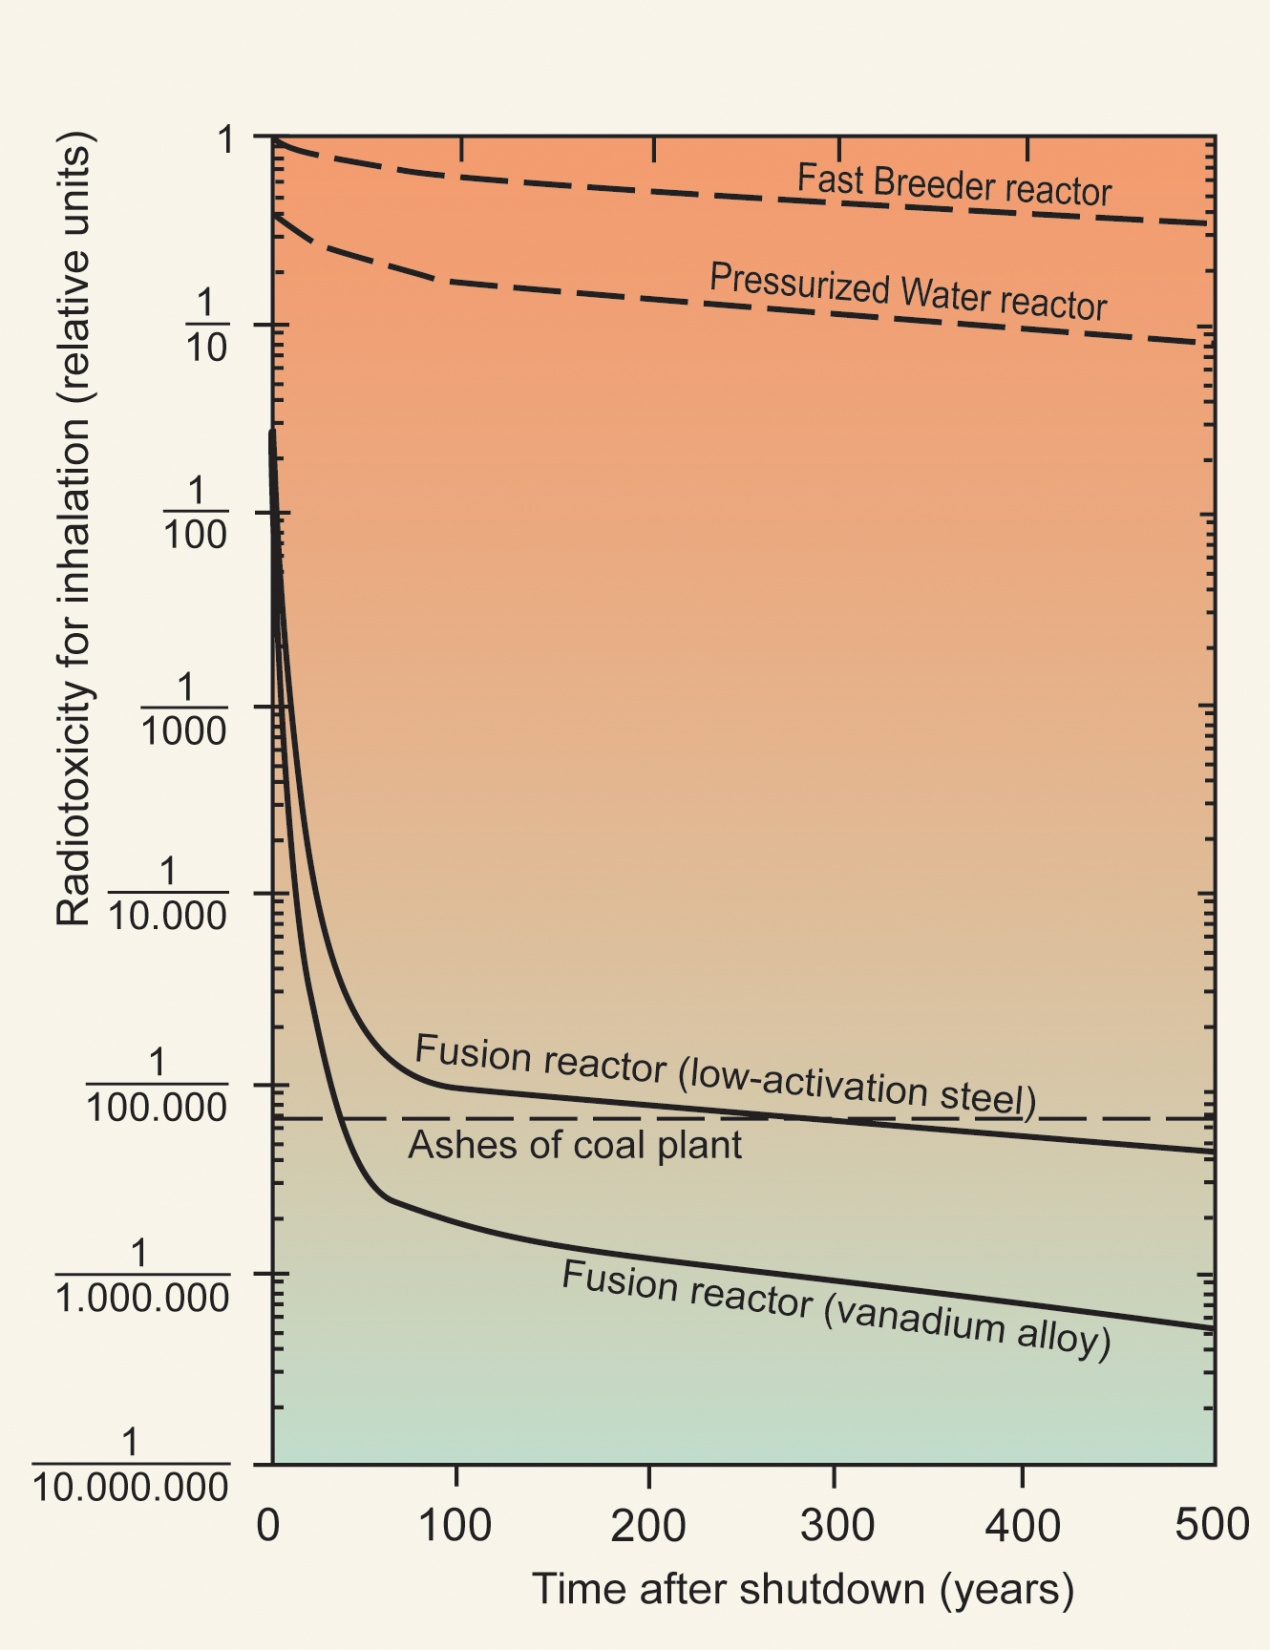 Radiotoxicity for inhalation (relative units)
1
1
10
1
100
1
1000
1
10.000
1
100.000
1
1.000.000
1
10.000.000
Fast Breeder reactor
Pressurized Water reactor
Fusion reactor (low-activation steel)
Ashes of coal plant
Fusion reactor (vanadium alloy)
0 100 200 300 400 500
Time after shutdown (years)